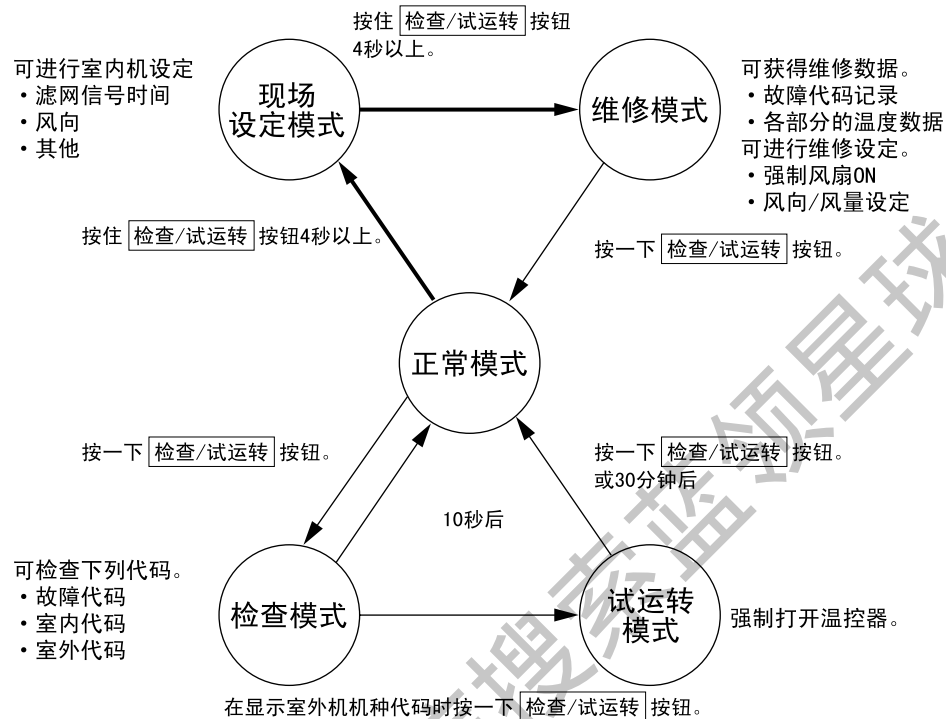 按住 检查/试运转 按钮
4秒以上。
可进行室内机设定
・滤网信号时间
・风向
・其他
现场
设定模式
维修模式
可获得维修数据。
・故障代码记录
・各部分的温度数据
可进行维修设定。
・强制风扇ON
・风向/风量设定
按住 检查/试运转 按钮4秒以上。
按一下 检查/试运转 按钮。
正常模式
按一下 检查/试运转 按钮。
按一下 检查/试运转 按钮。
或30分钟后
10秒后
可检查下列代码。
・故障代码
・室内代码
・室外代码
检查模式
试运转
模式
强制打开温控器。
在显示室外机机种代码时按一下 检查/试运转 按钮。
搜索蓝领星球